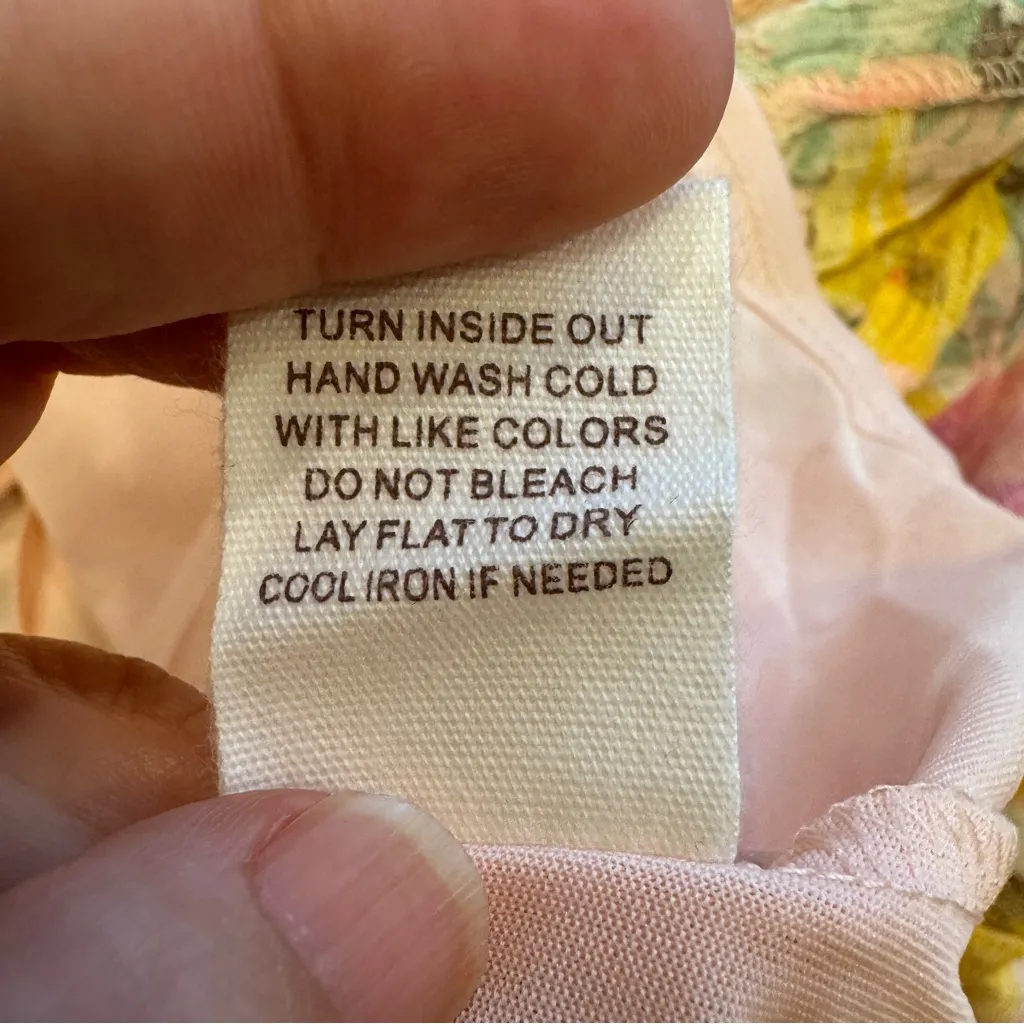 TURN INSIDE OUT
HAND WASH COLD
WITH LIKE COLORS
DO NOT BLEACH
LAY FLAT TO DRY
COOL IRON IF NEEDED